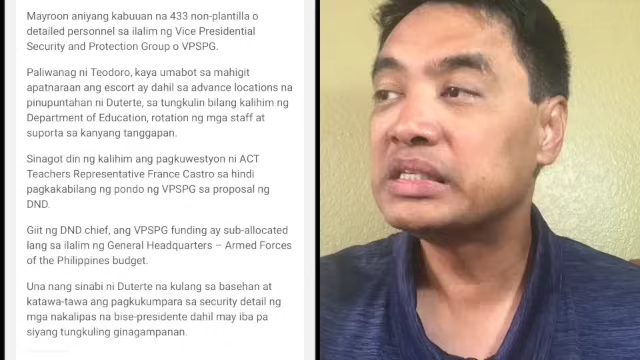 Mayroon aniyang kabuuan na 433 non-plantilla o
detailed personnel sa ilalim ng Vice Presidential
Security and Protection Group o VPSPG.
Paliwanag ni Teodoro, kaya umabot sa mahigit
apatnaraan ang escort ay dahil sa advance locations na
pinupuntahan ni Duterte, sa tungkulin bilang kalihim ng
Department of Education, rotation ng mga staff at
suporta sa kanyang tanggapan.
Sinagot din ng kalihim ang pagkuwestyon ni ACT
Teachers Representative France Castro sa hindi
pagkakabilang ng pondo ng VPSPG sa proposal ng
DND.
Giit ng DND chief, ang VPSPG funding ay sub-allocated
lang sa ilalim ng General Headquarters – Armed Forces
of the Philippines budget.
Una nang sinabi ni Duterte na kulang sa basehan at
katawa-tawa ang pagkukumpara sa security detail ng
mga nakalipas na bise-presidente dahil may iba pa
siyang tungkuling ginagampanan.